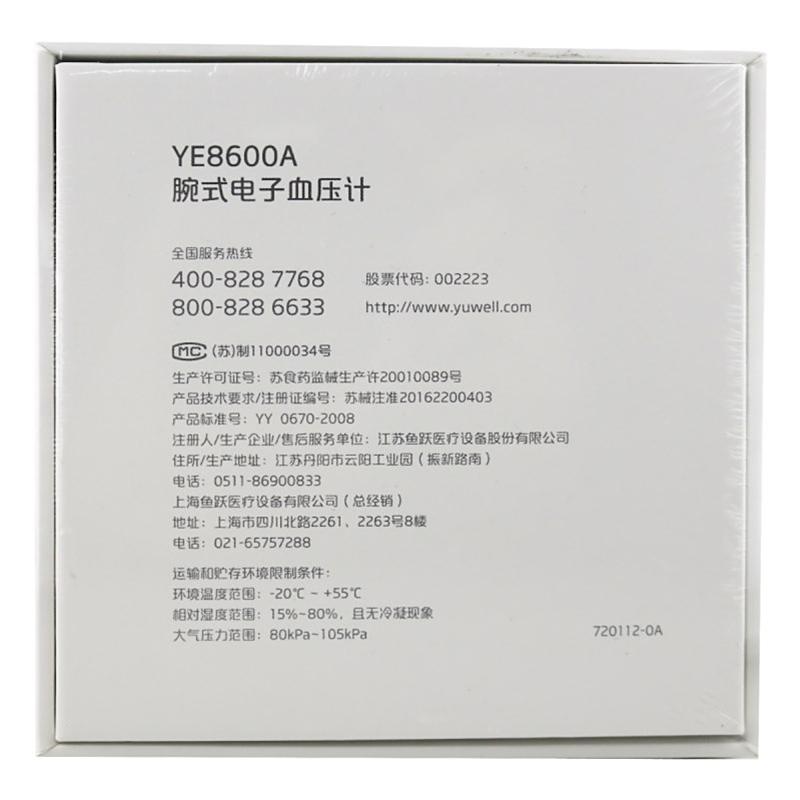 YE8600A
腕式电子血压计
全国服务热线
400-828 7768
800-828 6633
股票代码: 002223
http://www.yuwell.com
MC (苏)制11000034号
生产许可证号: 苏食药监械生产许20010089号
产品技术要求/注册证编号: 苏械注准20162200403
产品标准号: YY 0670-2008
注册人/生产企业/售后服务单位: 江苏鱼跃医疗设备股份有限公司
住所/生产地址: 江苏丹阳市云阳工业园(振新路南)
电话: 0511-86900833
上海鱼跃医疗设备有限公司(总经销)
地址: 上海市四川北路2261、2263号8楼
电话: 021-65757288
运输和贮存环境限制条件:
环境温度范围: -20℃ ~ +55℃
相对湿度范围: 15%~80%, 且无冷凝现象
大气压力范围: 80kPa~105kPa
720112-0A